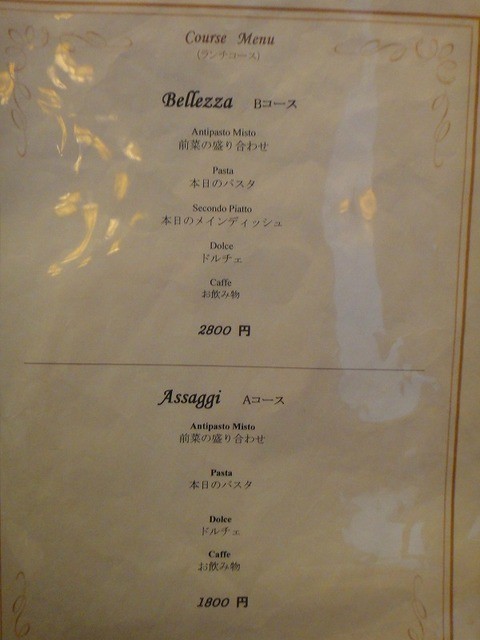 Course Menu
(ランチコース)
Bellezza Bコース
Antipasto Misto
前菜の盛り合わせ
Pasta
本日のパスタ
Secondo Piatto
本日のメインディッシュ
Dolce
ドルチェ
Caffe
お飲み物
2800 円
Assaggi Aコース
Antipasto Misto
前菜の盛り合わせ
Pasta
本日のパスタ
Dolce
ドルチェ
Caffe
お飲み物
1800 円